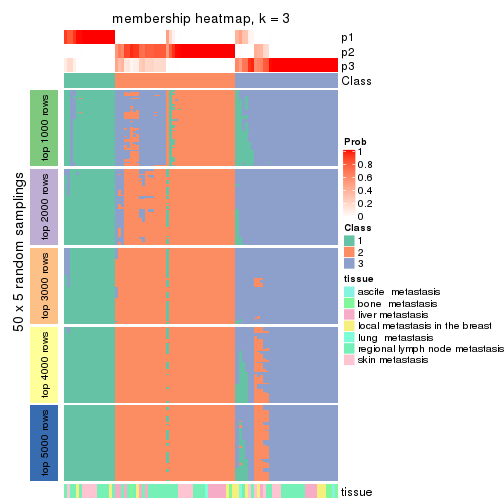 membership heatmap, k = 3
p1
p2
p3
Class
50 x 5 random samplings
top 1000 rows
top 2000 rows
top 3000 rows
top 4000 rows
top 5000 rows
Prob
1
0.8
0.6
0.4
0.2
0
Class
1
2
3
tissue
ascite metastasis
bone metastasis
liver metastasis
local metastasis in the breast
lung metastasis
regional lymph node metastasis
skin metastasis
tissue